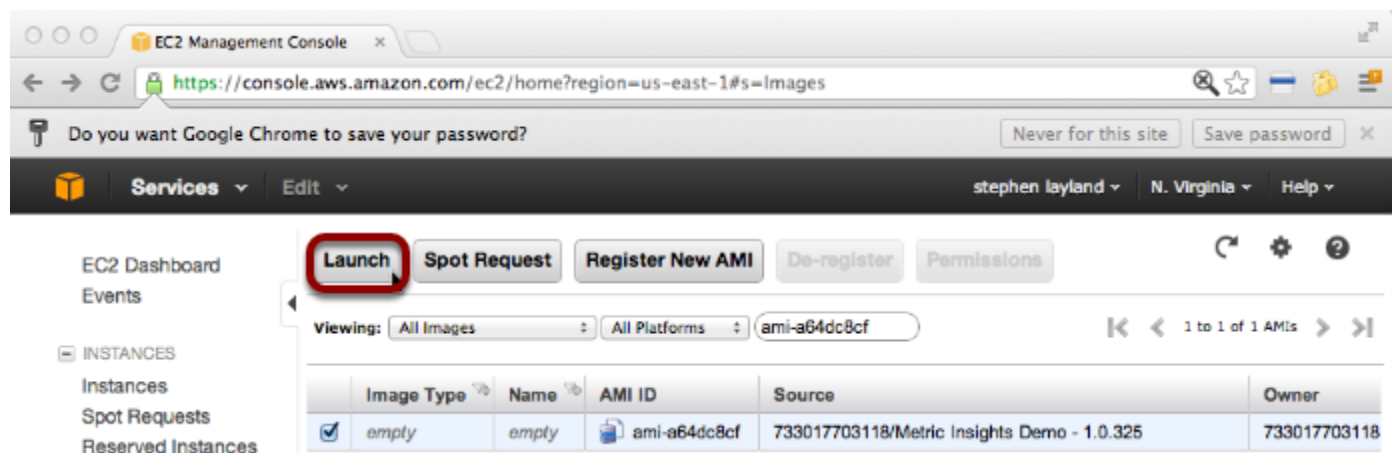 EC2 Management Console
https://console.aws.amazon.com/ec2/home?region=us-east-1#s=Images
Do you want Google Chrome to save your password? Never for this site Save password
Services Edit stephen layland N. Virginia Help
EC2 Dashboard
Events
INSTANCES
Instances
Spot Requests
Reserved Instances
Launch Spot Request Register New AMI De-register Permissions
Viewing: All Images All Platforms ami-a64dc8cf 1 to 1 of 1 AMIs
Image Type Name AMI ID Source Owner
empty empty ami-a64dc8cf 733017703118/Metric Insights Demo - 1.0.325 733017703118